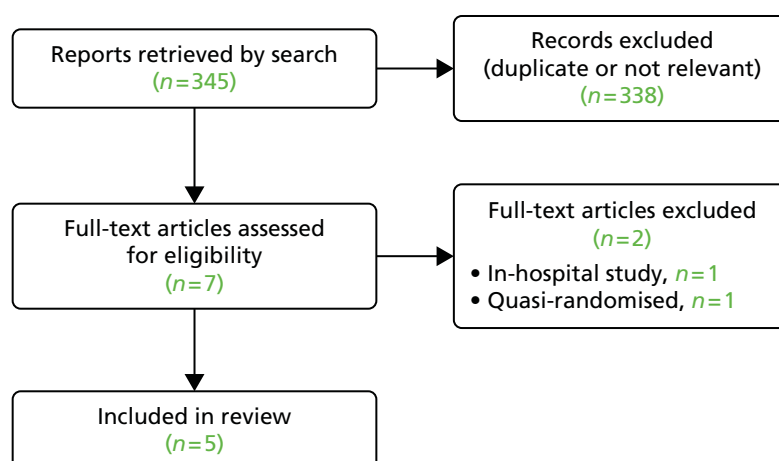 Reports retrieved by search
(n=345)
Records excluded
(duplicate or not relevant)
(n=338)
Full-text articles assessed
for eligibility
(n=7)
Full-text articles excluded
(n=2)
• In-hospital study, n=1
• Quasi-randomised, n=1
Included in review
(n=5)